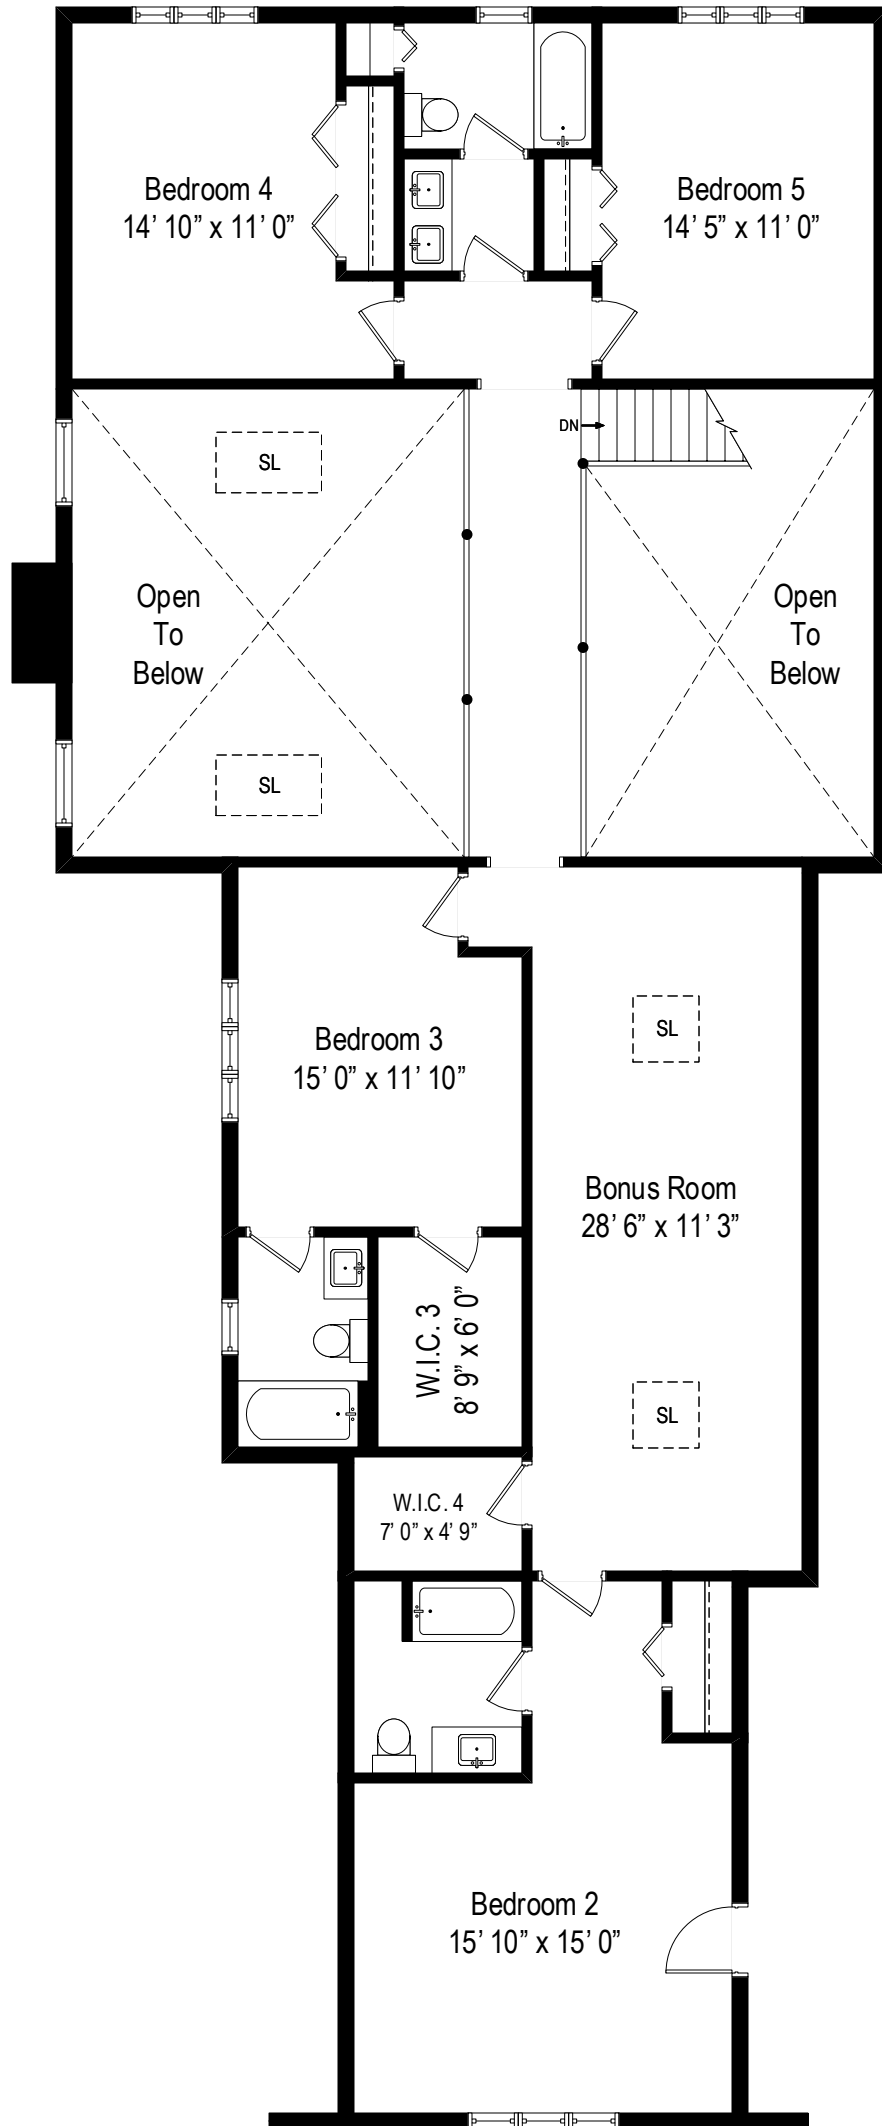 Bedroom 4
14' 10” x 11' 0”
Bedroom 5
14' 5” x 11' 0”
DN
SL
Open
To
Below
Open
To
Below
SL
SL
Bedroom 3
15' 0” x 11' 10”
Bonus Room
28' 6” x 11' 3”
W.I.C. 3
8' 9” x 6' 0”
SL
W.I.C. 4
7' 0” x 4' 9”
Bedroom 2
15' 10” x 15' 0”